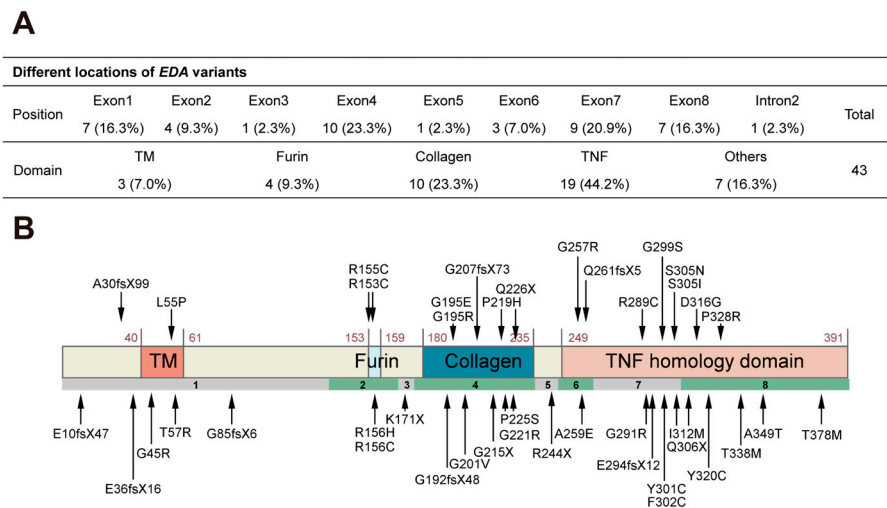 A
Different locations of EDA variants
Position Exon1 Exon2 Exon3 Exon4 Exon5 Exon6 Exon7 Exon8 Intron2 Total
7 (16.3%) 4 (9.3%) 1 (2.3%) 10 (23.3%) 1 (2.3%) 3 (7.0%) 9 (20.9%) 7 (16.3%) 1 (2.3%)
Domain TM Furin Collagen TNF Others 43
3 (7.0%) 4 (9.3%) 10 (23.3%) 19 (44.2%) 7 (16.3%)
B
G257R G299S
R155C G207fsX73 Q261fsX5 S305N
A30fsX99 R153C Q226X S305I
L55P G195E P219H R289C D316G
G195R P328R
40 61 153 159 180 235 249 391
TM Furin Collagen TNF homology domain
1 2 3 4 5 6 7 8
E10fsX47 T57R G85fsX6 K171X P225S A259E G291R I312M A349T T378M
G45R R156H G215X G221R R244X Q306X T338M
R156C G201V E294fsX12 Y320C
E36fsX16 G192fsX48 Y301C
F302C